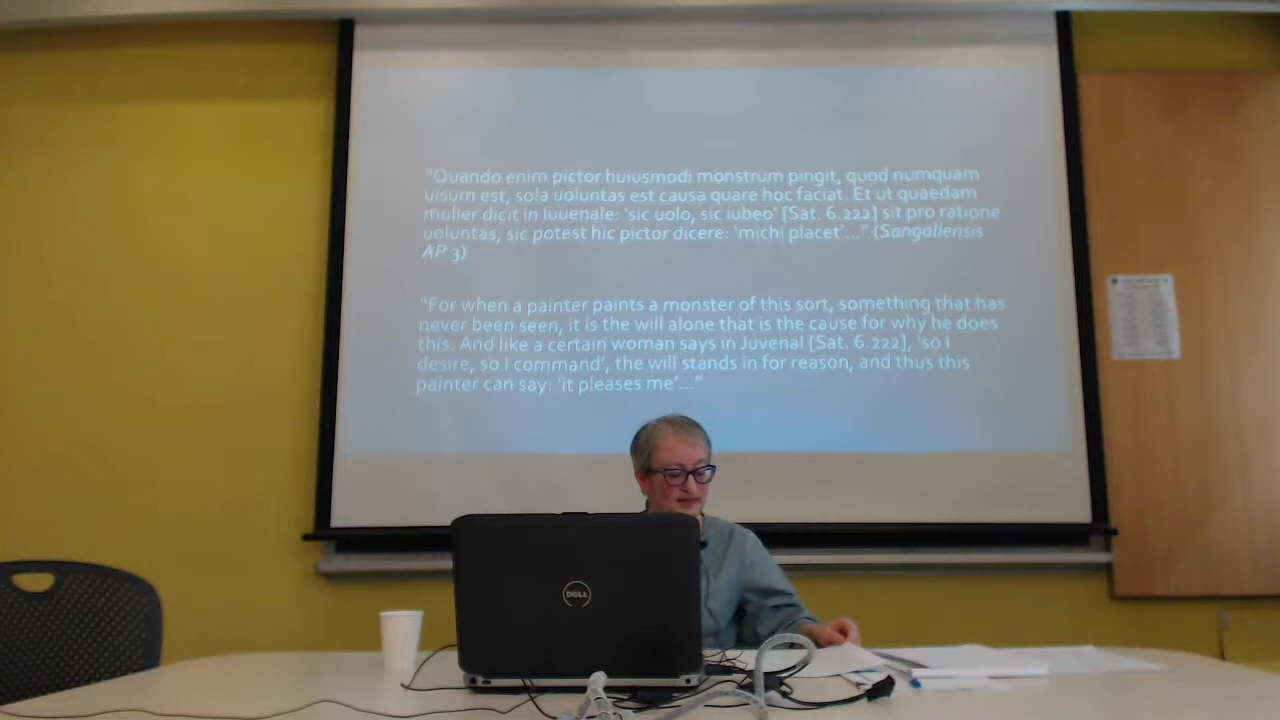 "Quando enim pictor huiusmodi monstrum pingit, quod numquam
uisum est, sola uoluntas est causa quare hoc faciat. Et ut quaedam
mulier dicit in Iuuenale: 'sic uolo, sic iubeo' [Sat. 6.222] sit pro ratione
uoluntas, sic potest hic pictor dicere: 'michi placet'..." (Sangallensis
AP 3)
"For when a painter paints a monster of this sort, something that has
never been seen, it is the will alone that is the cause for why he does
this. And like a certain woman says in Juvenal [Sat. 6.222], 'so I
desire, so I command', the will stands in for reason, and thus this
painter can say: 'it pleases me'..."
DELL